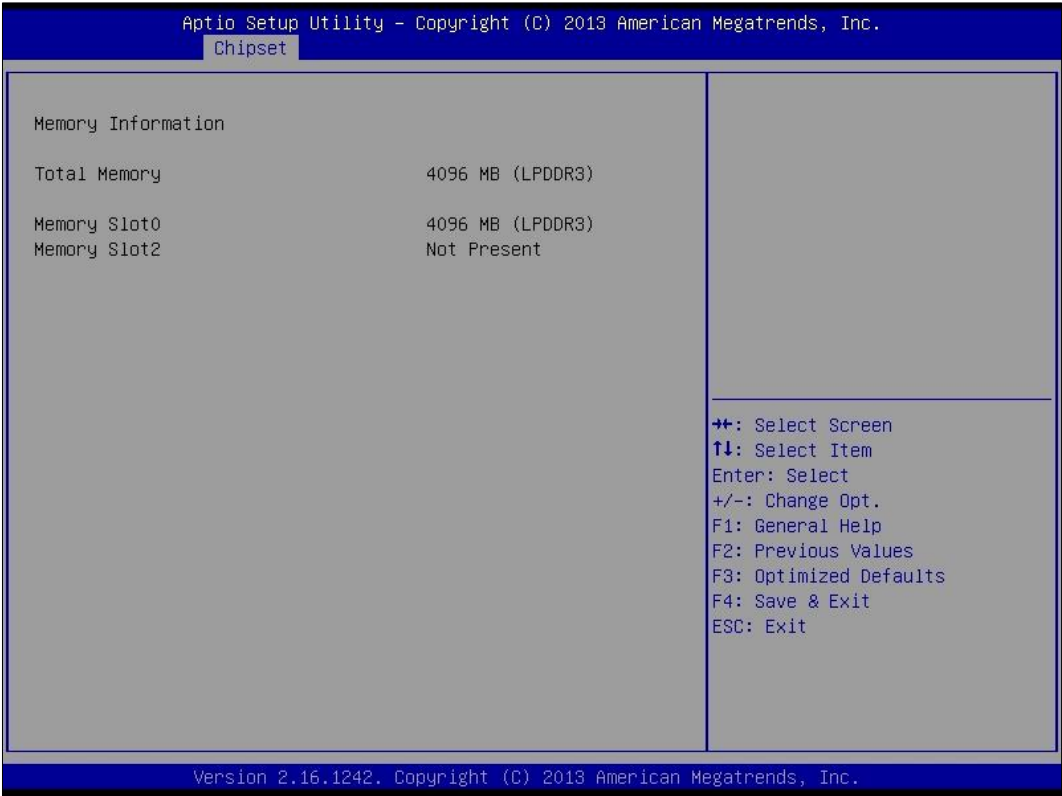 Aptio Setup Utility – Copyright (C) 2013 American Megatrends, Inc.
Chipset
Memory Information
Total Memory 4096 MB (LPDDR3)
Memory Slot0 4096 MB (LPDDR3)
Memory Slot2 Not Present
→←: Select Screen
↑↓: Select Item
Enter: Select
+/-: Change Opt.
F1: General Help
F2: Previous Values
F3: Optimized Defaults
F4: Save & Exit
ESC: Exit
Version 2.16.1242. Copyright (C) 2013 American Megatrends, Inc.